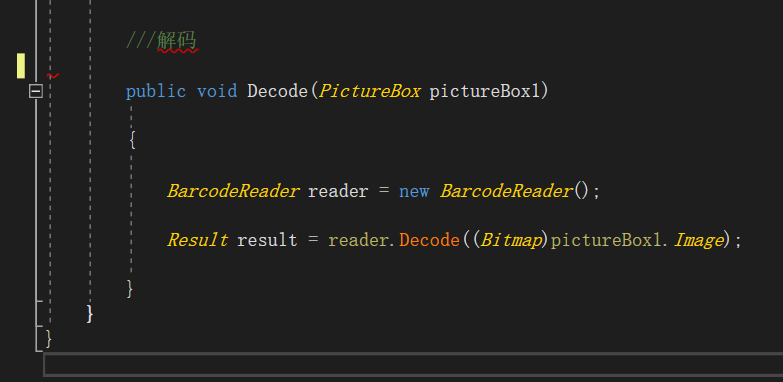 ///解码
public void Decode(PictureBox pictureBox1)
{
BarcodeReader reader = new BarcodeReader();
Result result = reader.Decode((Bitmap)pictureBox1.Image);
}
}
}